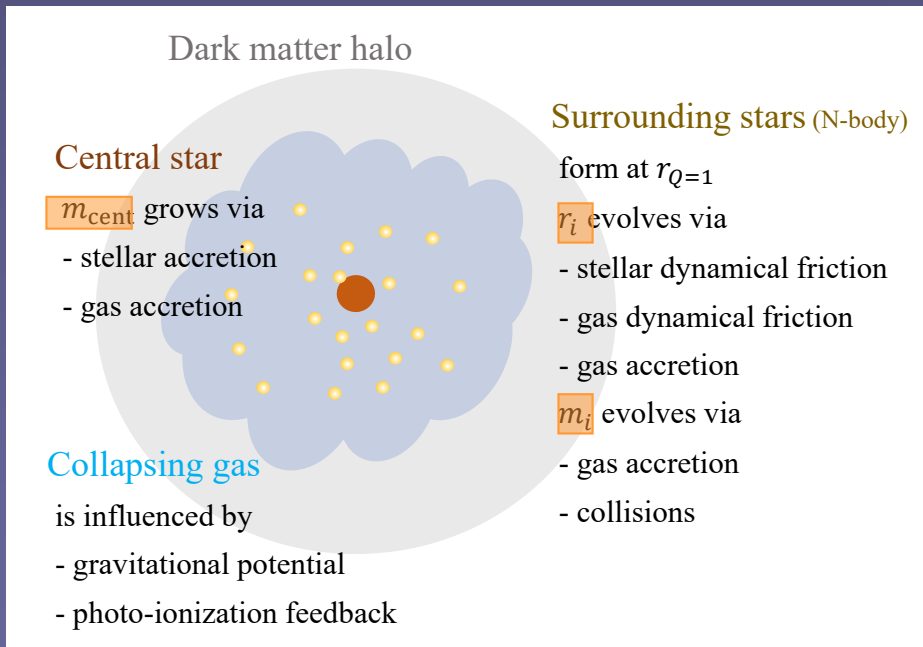 Dark matter halo
Central star
m_cent grows via
- stellar accretion
- gas accretion
Collapsing gas
is influenced by
- gravitational potential
- photo-ionization feedback
Surrounding stars (N-body)
form at r_{Q=1}
r_i evolves via
- stellar dynamical friction
- gas dynamical friction
- gas accretion
m_i evolves via
- gas accretion
- collisions